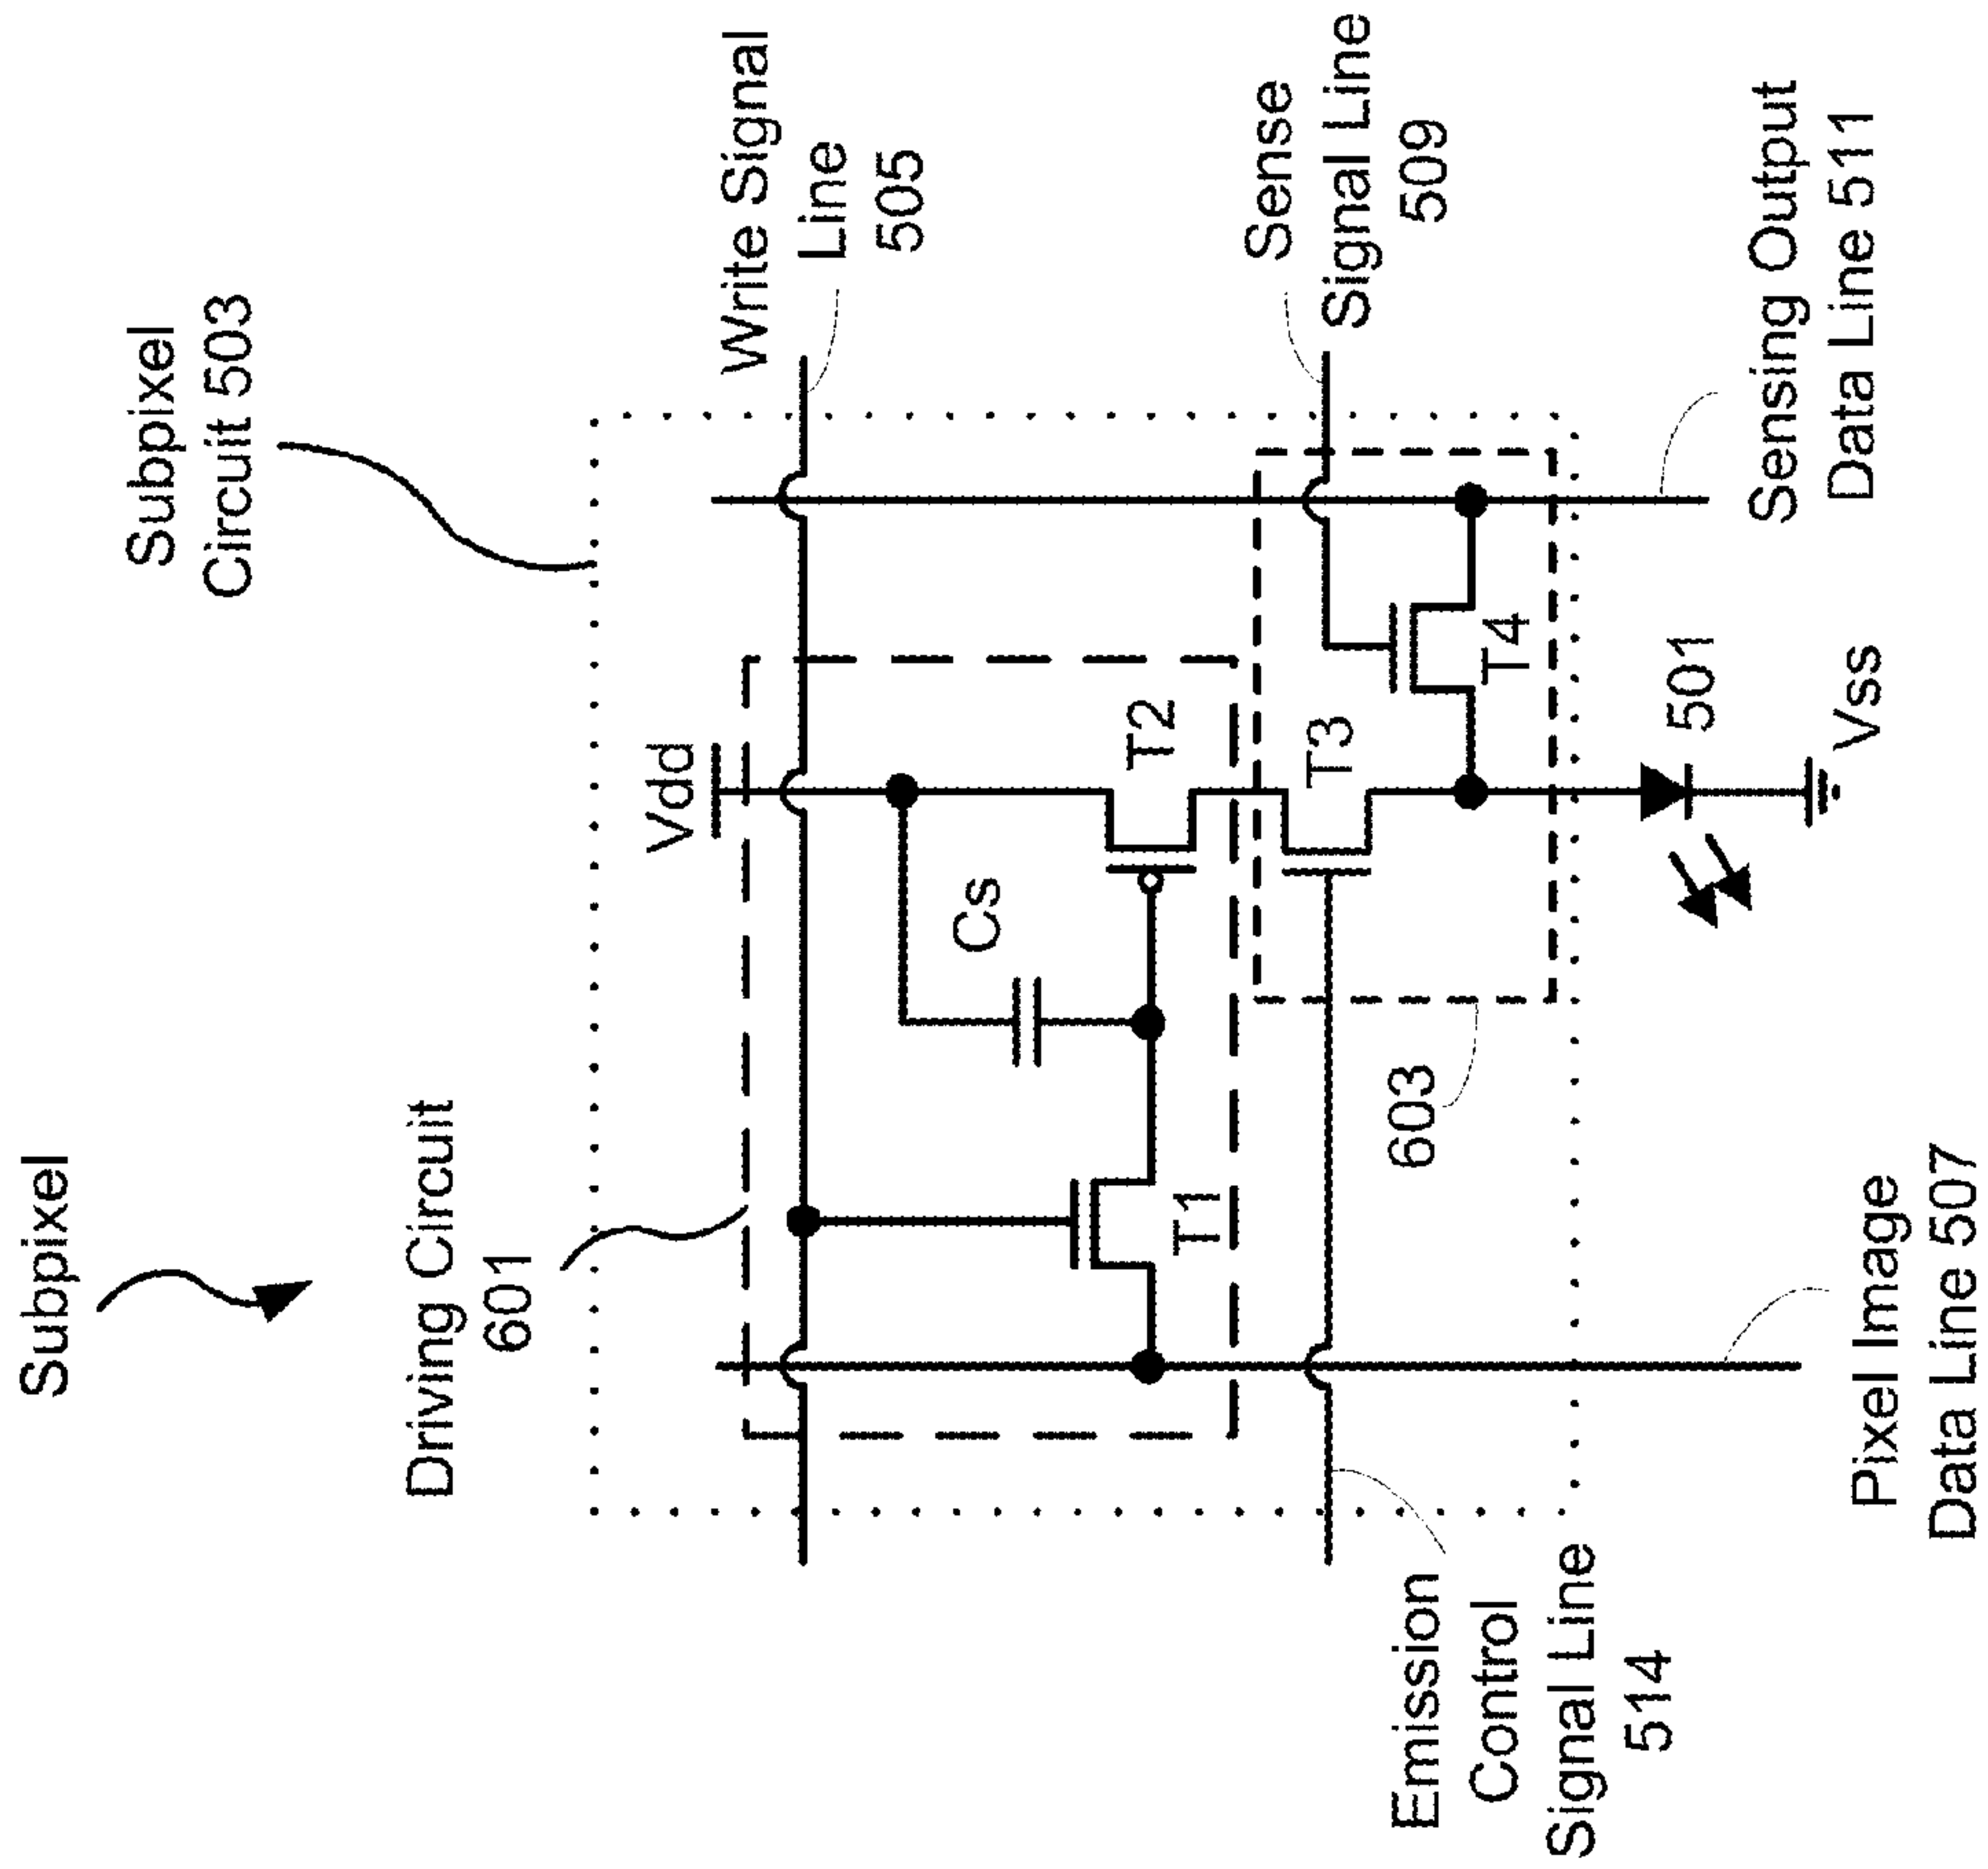 Subpixel
Subpixel
Circuit 503
Driving Circuit
601
Vdd
Write Signal
Line
505
Cs
T2
T1
T3
T4
Sense
Signal Line
509
603
Emission
Control
Signal Line
514
501
Vss
Pixel Image
Data Line 507
Sensing Output
Data Line 511